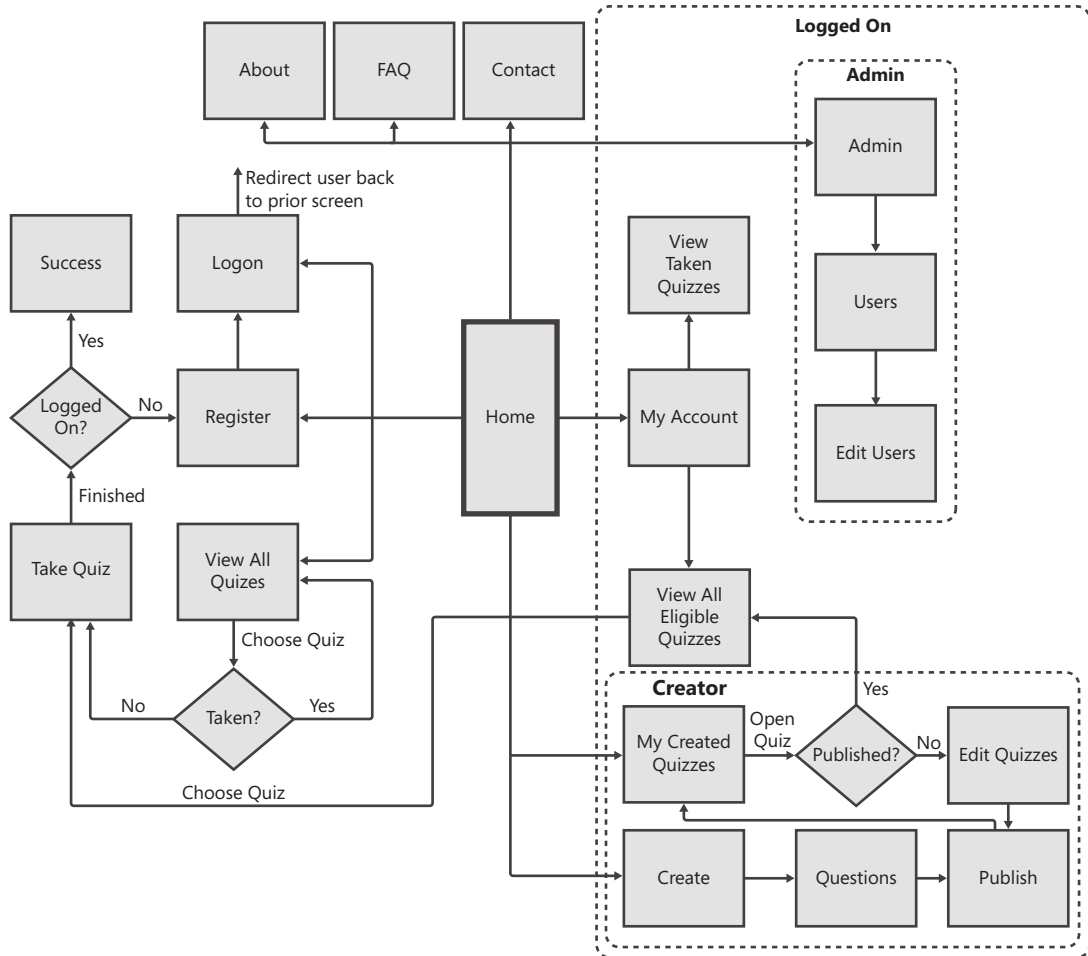 Logged On
About
FAQ
Contact
Admin
Admin
Redirect user back
to prior screen
Success
Logon
View
Taken
Quizzes
Users
Yes
Logged
On?
No
Register
Home
My Account
Edit Users
Finished
Take Quiz
View All
Quizes
View All
Eligible
Quizzes
Choose Quiz
No
Taken?
Yes
Choose Quiz
Creator
Yes
My Created
Quizzes
Open
Quiz
Published?
No
Edit Quizzes
Create
Questions
Publish